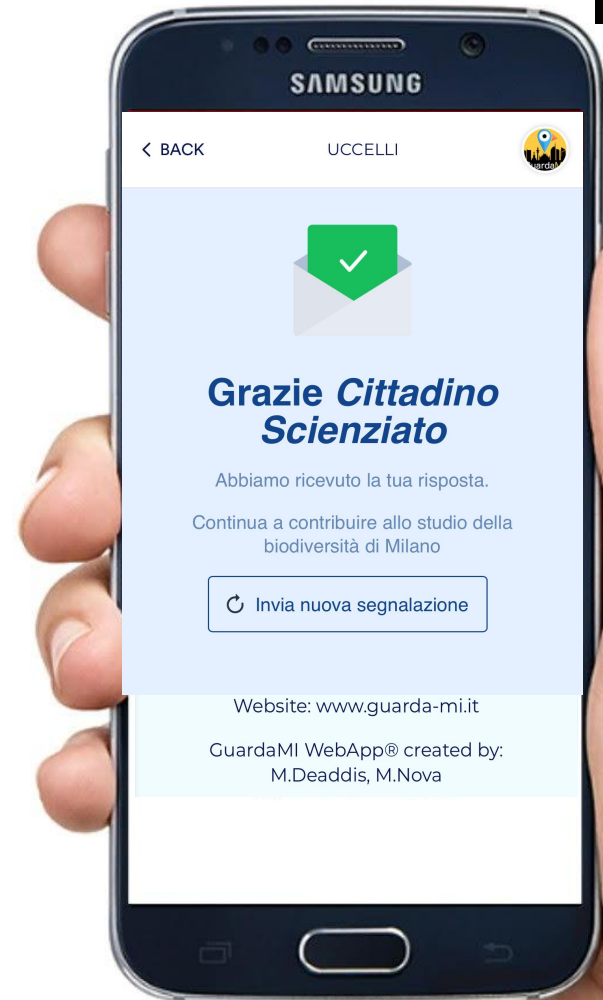 SAMSUNG
BACK
UCCELLI
Grazie Cittadino
Scienziato
Abbiamo ricevuto la tua risposta.
Continua a contribuire allo studio della
biodiversità di Milano
Invia nuova segnalazione
Website: www.guarda-mi.it
GuardaMI WebApp® created by:
M.Deaddis, M.Nova